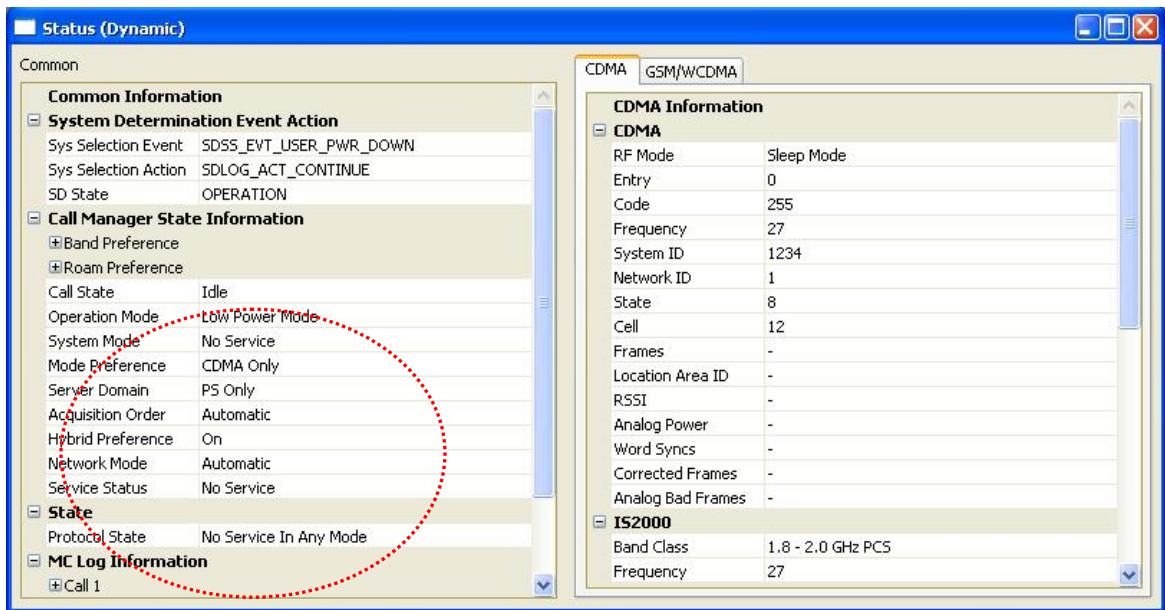 Status (Dynamic)
Common
Common Information
System Determination Event Action
Sys Selection Event SDSS_EVT_USER_PWR_DOWN
Sys Selection Action SDLOG_ACT_CONTINUE
SD State OPERATION
Call Manager State Information
Band Preference
Roam Preference
Call State Idle
Operation Mode Low Power Mode
System Mode No Service
Mode Preference CDMA Only
Server Domain PS Only
Acquisition Order Automatic
Hybrid Preference On
Network Mode Automatic
Service Status No Service
State
Protocol State No Service In Any Mode
MC Log Information
Call 1
CDMA GSM/WCDMA
CDMA Information
CDMA
RF Mode Sleep Mode
Entry 0
Code 255
Frequency 27
System ID 1234
Network ID 1
State 8
Cell 12
Frames -
Location Area ID -
RSSI -
Analog Power -
Word Syncs -
Corrected Frames -
Analog Bad Frames -
IS2000
Band Class 1.8 - 2.0 GHz PCS
Frequency 27